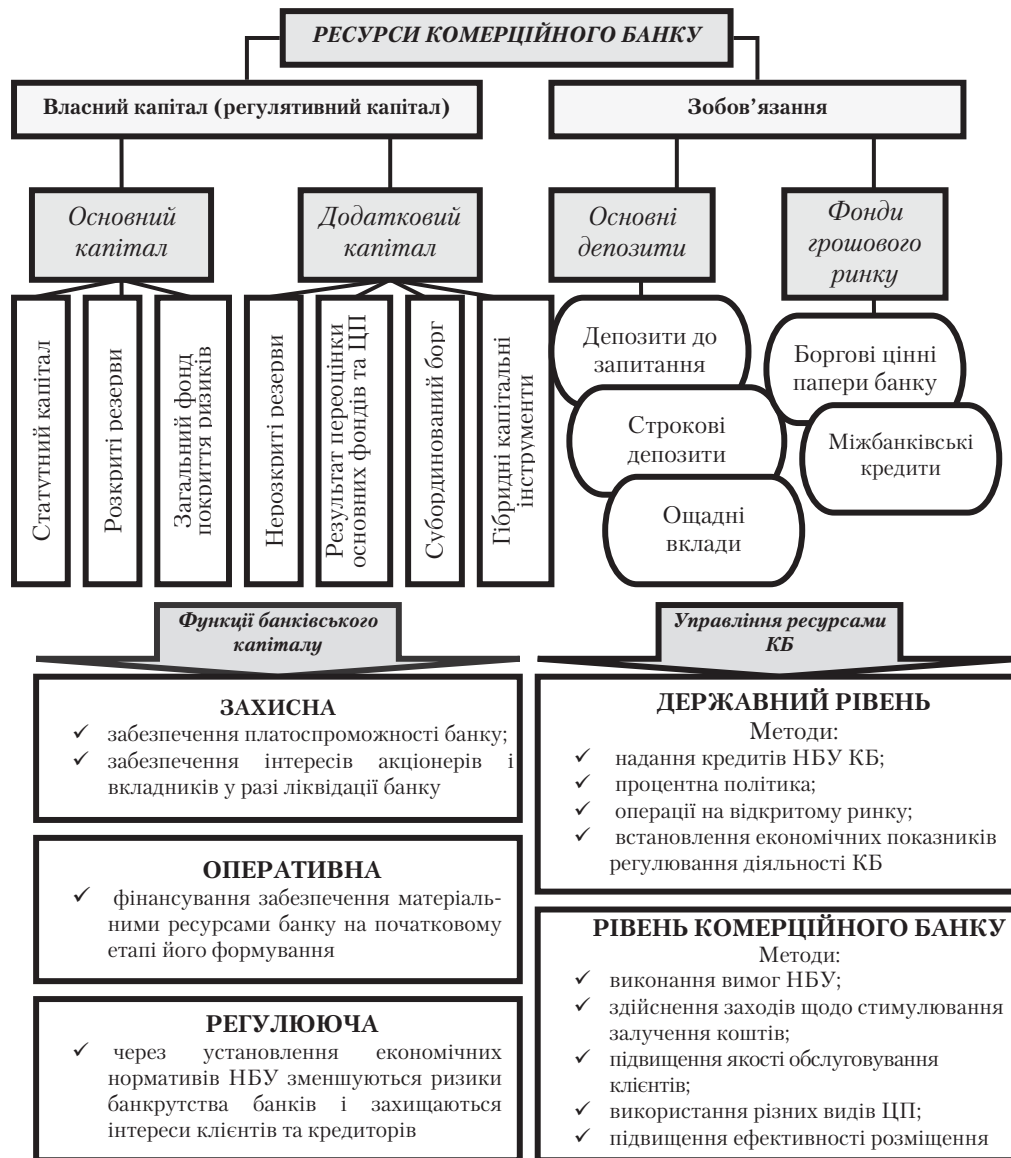 РЕСУРСИ КОМЕРЦІЙНОГО БАНКУ
Власний капітал (регулятивний капітал)
Зобов’язання
Основний
капітал
Додатковий
капітал
Основні
депозити
Фонди
грошового
ринку
Статутний капітал
Розкриті резерви
Загальний фонд
покриття ризиків
Нерозкриті резерви
Результат переоцінки
основних фондів та ЦП
Субординований борг
Гібридні капітальні
інструменти
Депозити до
запитання
Строкові
депозити
Ощадні
вклади
Боргові цінні
папери банку
Міжбанківські
кредити
Функції банківського
капіталу
ЗАХИСНА
✓ забезпечення платоспроможності банку;
✓ забезпечення інтересів акціонерів і
вкладників у разі ліквідації банку
ОПЕРАТИВНА
✓ фінансування забезпечення матеріаль-
ними ресурсами банку на початковому
етапі його формування
РЕГУЛЮЮЧА
✓ через установлення економічних
нормативів НБУ зменшуються ризики
банкрутства банків і захищаються
інтереси клієнтів та кредиторів
Управління ресурсами
КБ
ДЕРЖАВНИЙ РІВЕНЬ
Методи:
✓ надання кредитів НБУ КБ;
✓ процентна політика;
✓ операції на відкритого ринку;
✓ встановлення економічних показників
регулювання діяльності КБ
РІВЕНЬ КОМЕРЦІЙНОГО БАНКУ
Методи:
✓ виконання вимог НБУ;
✓ здійснення заходів щодо стимулювання
залучення коштів;
✓ підвищення якості обслуговування
клієнтів;
✓ використання різних видів ЦП;
✓ підвищення ефективності розміщення